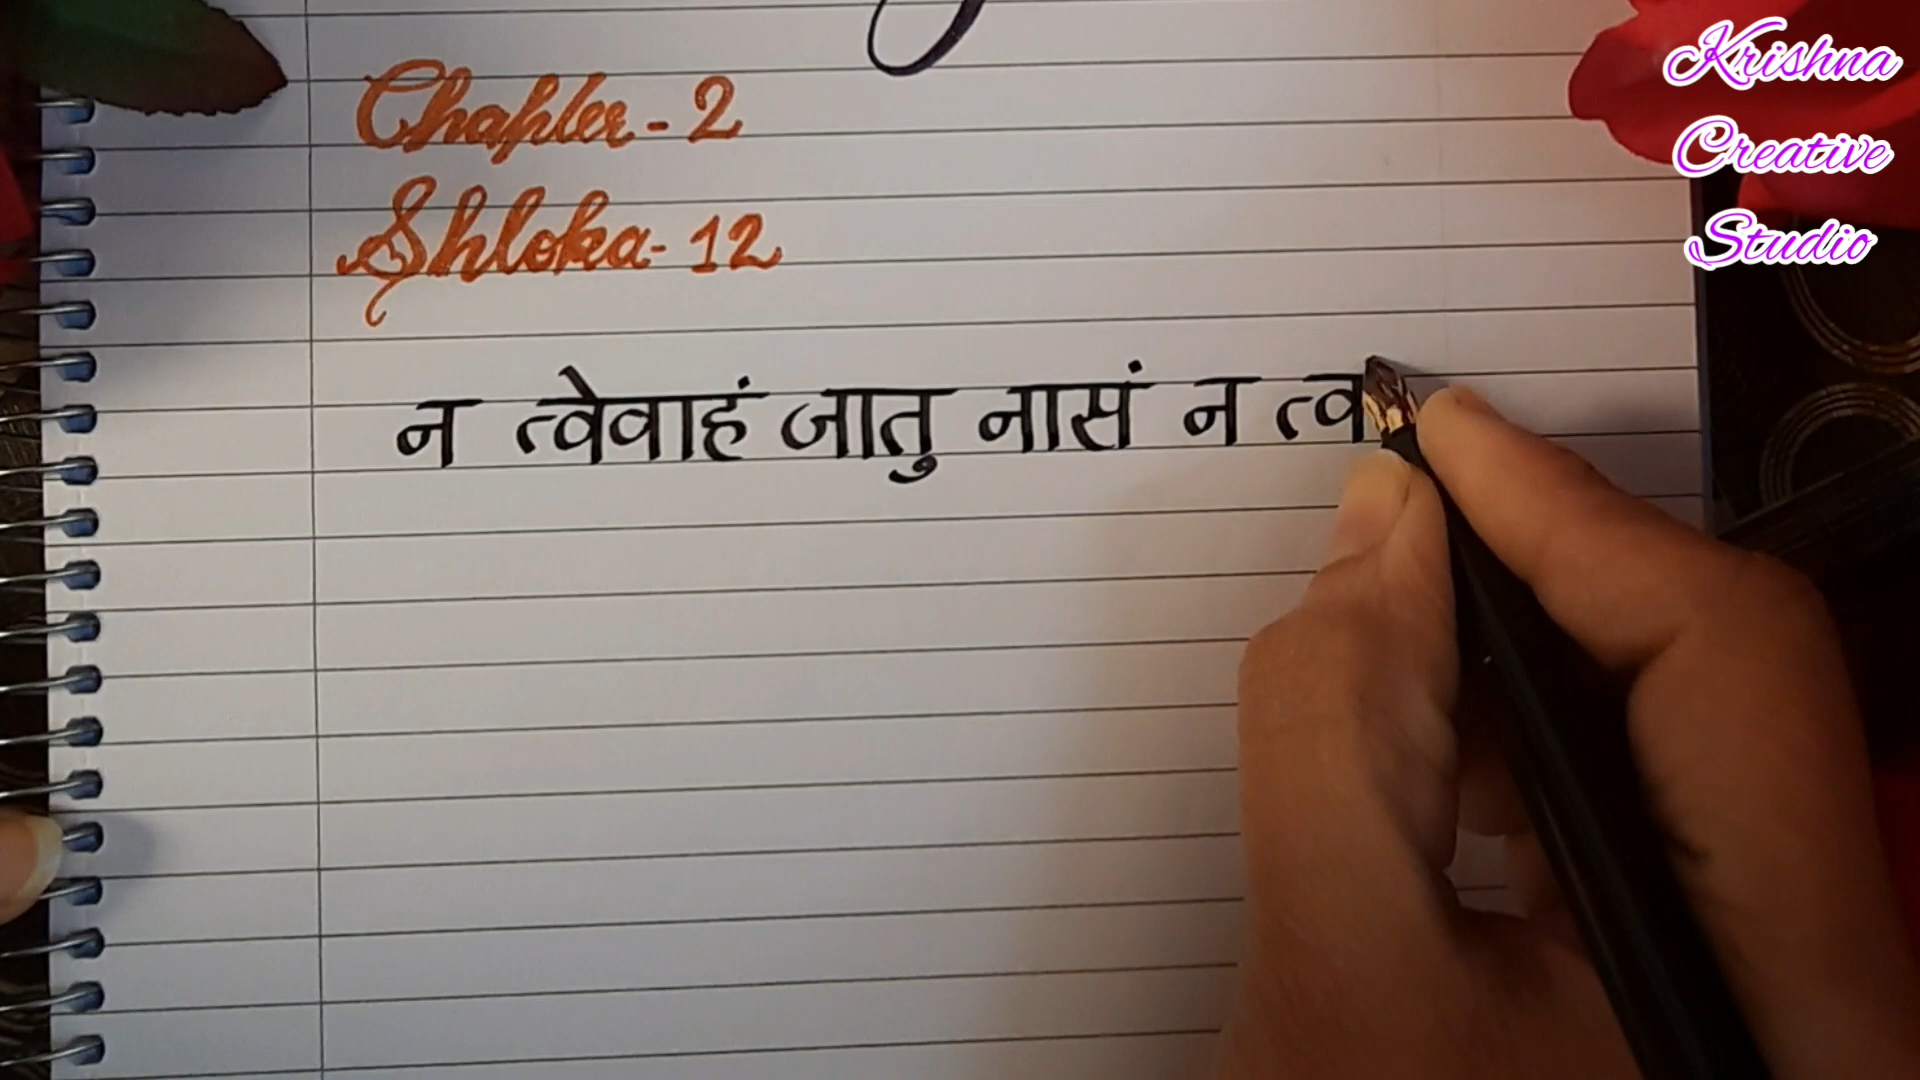 Chapter - 2
Shloka - 12
न त्वेवाहं जातु नासं न त्व
Krishna
Creative
Studio